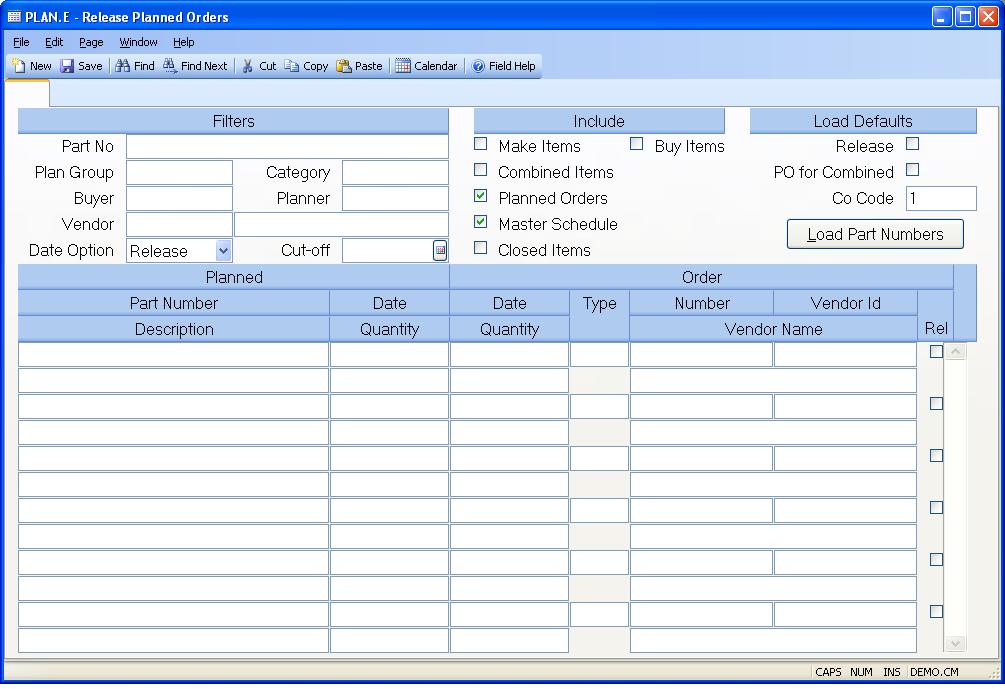 PLAN.E - Release Planned Orders
File Edit Page Window Help
New Save Find Find Next Cut Copy Paste Calendar Field Help
Filters Include Load Defaults
Part No Make Items Buy Items Release
Plan Group Category Combined Items PO for Combined
Buyer Planner Planned Orders Co Code 1
Vendor Master Schedule Load Part Numbers
Date Option Release Cut-off Closed Items
Planned Order
Part Number Date Date Type Number Vendor Id
Description Quantity Quantity Vendor Name Rel
CAPS NUM INS DEMO.CM